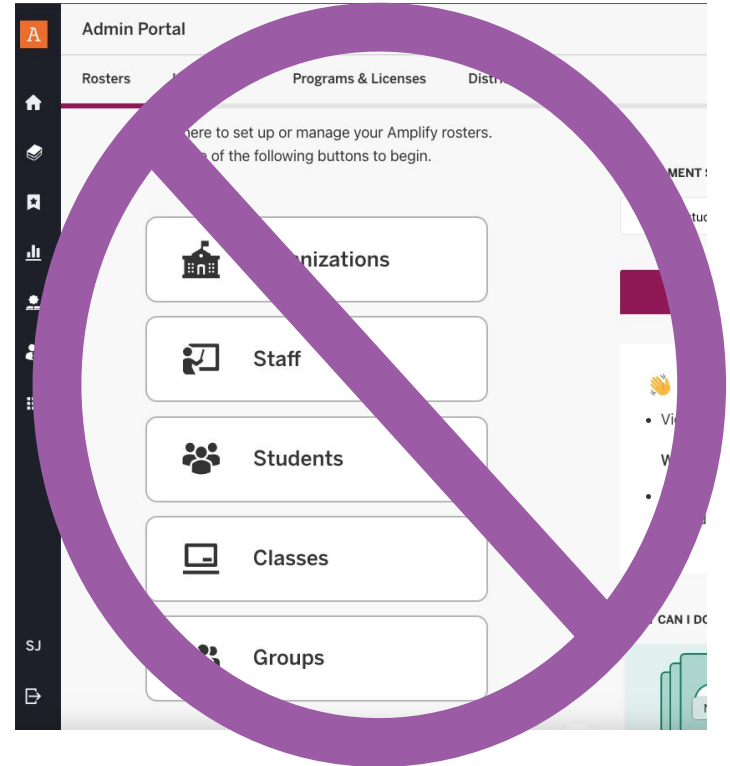 A
Admin Portal
Rosters
Programs & Licenses
here to set up or manage your Amplify rosters.
of the following buttons to begin.
Staff
Students
Classes
Groups
CAN I DO
SJ